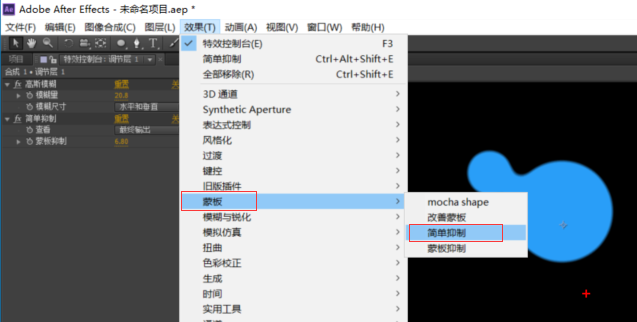 Ae Adobe After Effects - 未命名项目.aep *
文件(F) 编辑(E) 图像合成(C) 图层(L) 效果(T) 动画(A) 视图(V) 窗口(W) 帮助(H)
项目 特效控制台: 调节层 1
合成 1 • 调节层 1
fx 高斯模糊 重置 关
模糊量 20.8
模糊尺寸 水平和垂直
fx 简单抑制 重置 关
查看 最终输出
蒙板抑制 6.80
特效控制台(E) F3
简单抑制 Ctrl+Alt+Shift+E
全部移除(R) Ctrl+Shift+E
3D 通道
Synthetic Aperture
表达式控制
风格化
过渡
键控
旧版插件
蒙板
模糊与锐化
模拟仿真
扭曲
色彩校正
生成
时间
实用工具
mocha shape
改善蒙板
简单抑制
蒙板抑制